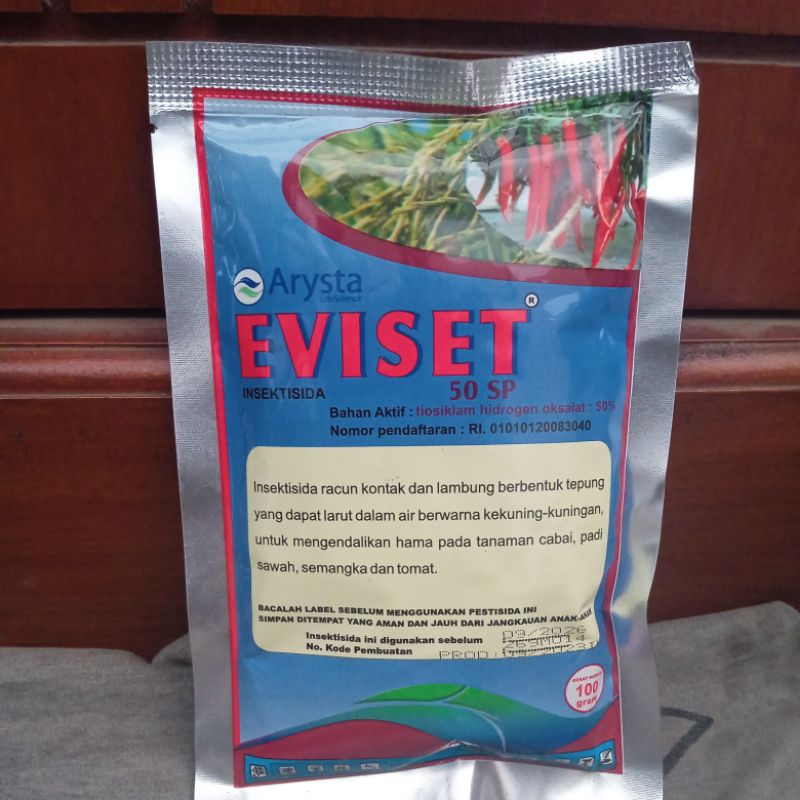 Arysta
LifeScience
EVISET®
INSEKTISIDA
50 SP
Bahan Aktif : tiosiklam hidrogen oksalat : 50%
Nomor pendaftaran : RI. 01010120083040
Insektisida racun kontak dan lambung berbentuk tepung
yang dapat larut dalam air berwarna kekuning-kuningan,
untuk mengendalikan hama pada tanaman cabai, padi
sawah, semangka dan tomat.
BACALAH LABEL SEBELUM MENGGUNAKAN PESTISIDA INI
SIMPAN DITEMPAT YANG AMAN DAN JAUH DARI JANGKAUAN ANAK-ANAK
Insektisida ini digunakan sebelum 09/2026
No. Kode Pembuatan
PROD:
100
gram